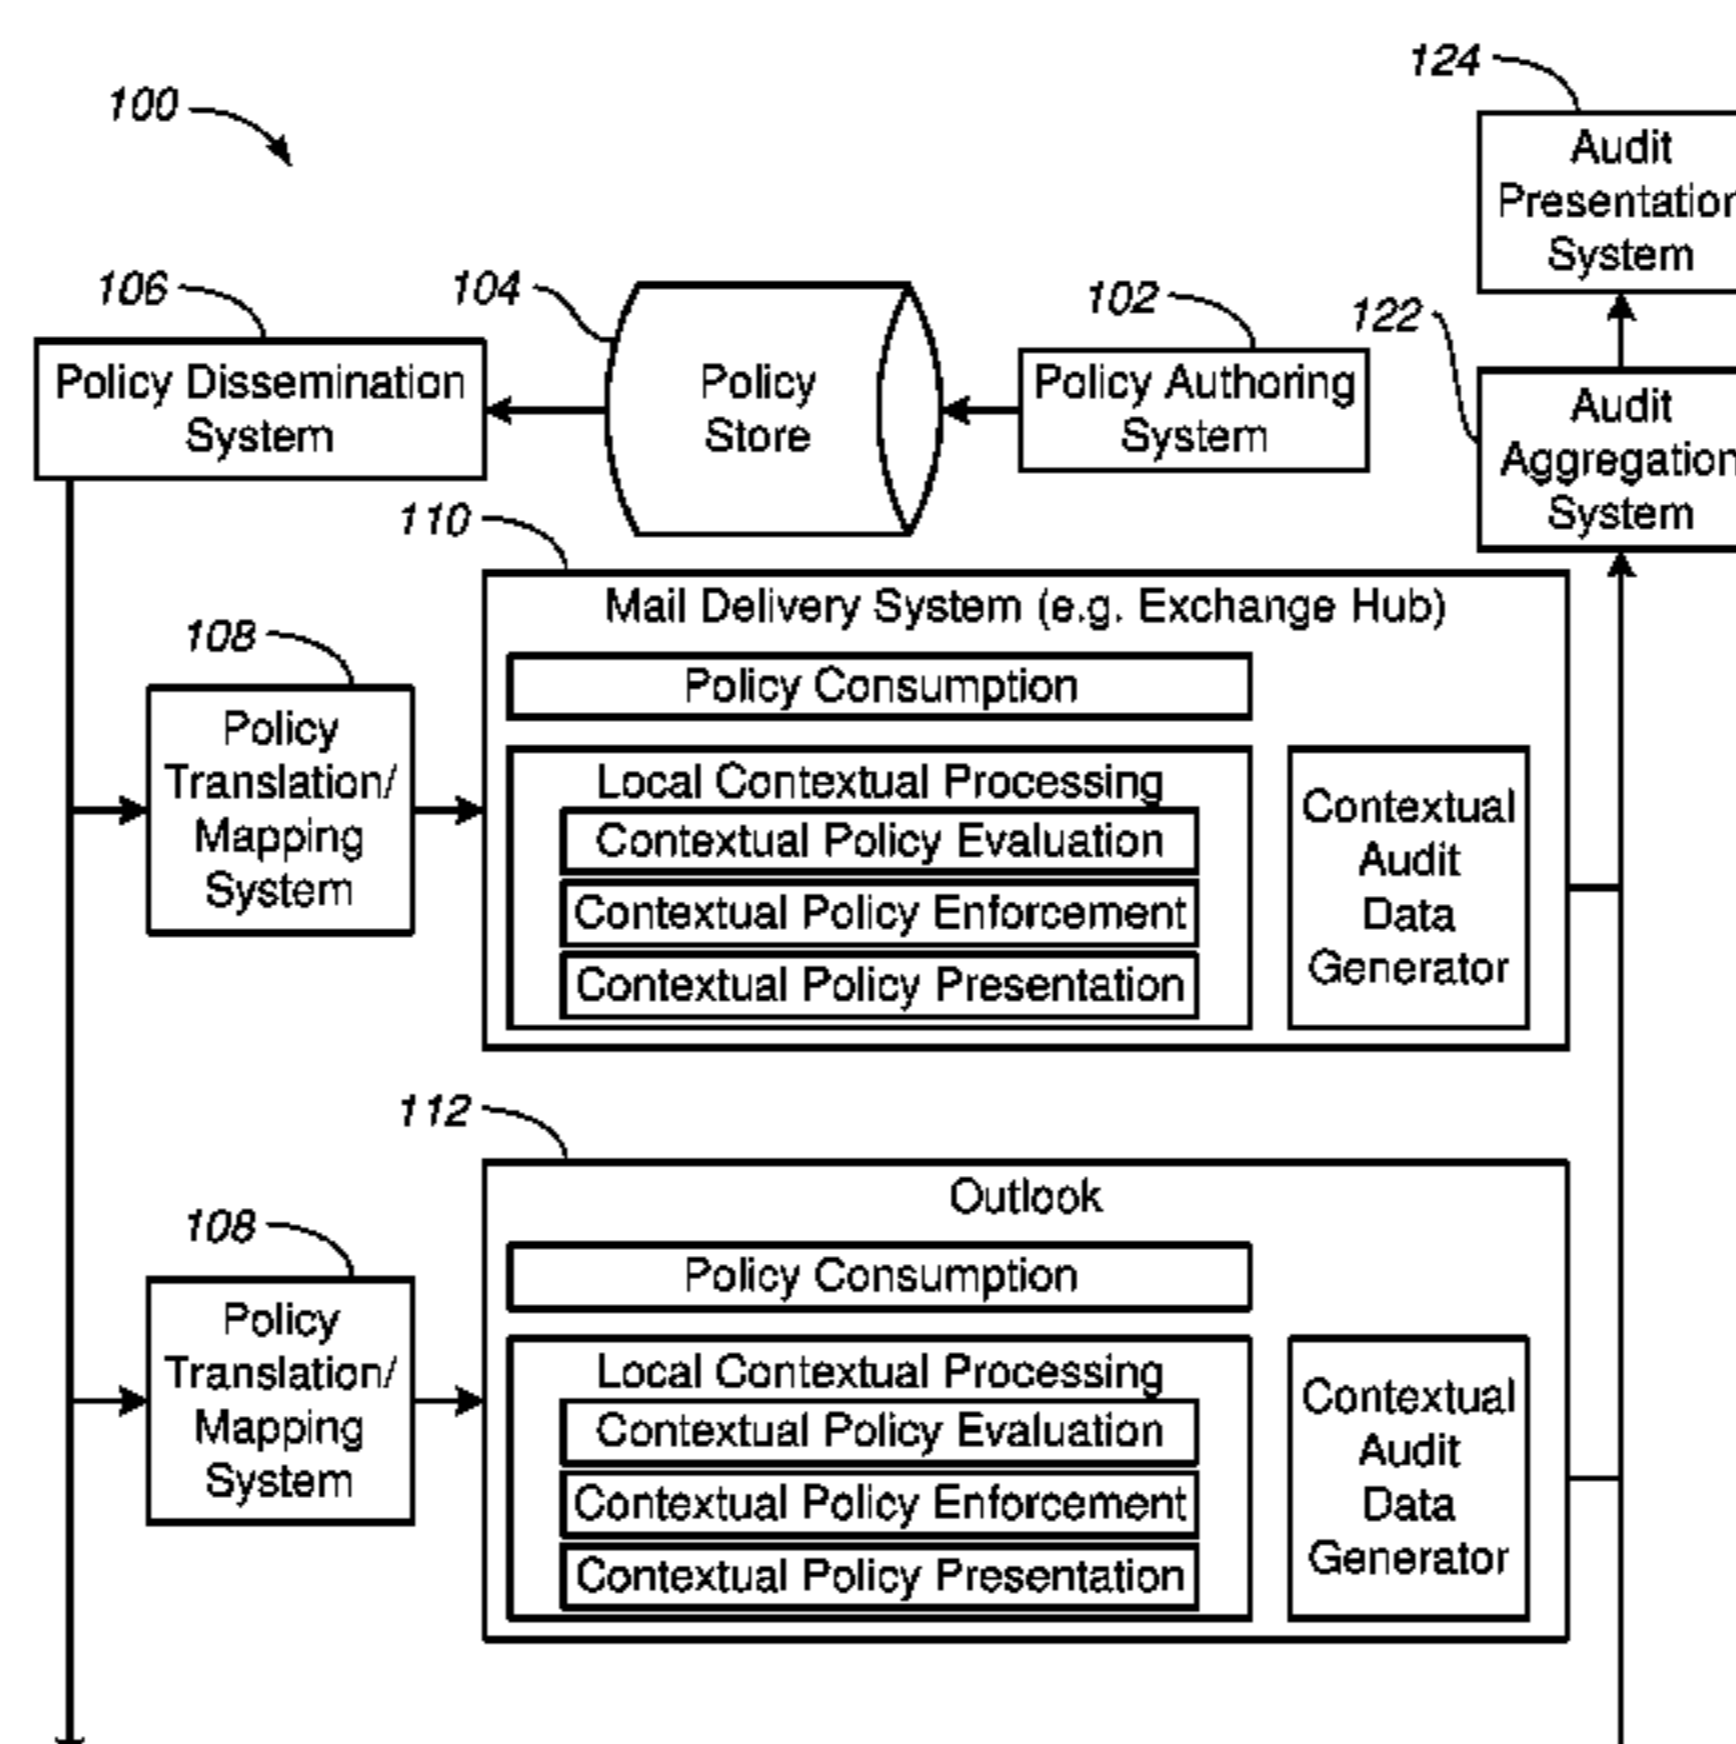 100
124
Audit
Presentation
System
106
104
102
122
Policy Dissemination
System
Policy
Store
Policy Authoring
System
Audit
Aggregation
System
110
Mail Delivery System (e.g. Exchange Hub)
108
Policy
Translation/
Mapping
System
Policy Consumption
Local Contextual Processing
Contextual Policy Evaluation
Contextual Policy Enforcement
Contextual Policy Presentation
Contextual
Audit
Data
Generator
112
Outlook
108
Policy
Translation/
Mapping
System
Policy Consumption
Local Contextual Processing
Contextual Policy Evaluation
Contextual Policy Enforcement
Contextual Policy Presentation
Contextual
Audit
Data
Generator